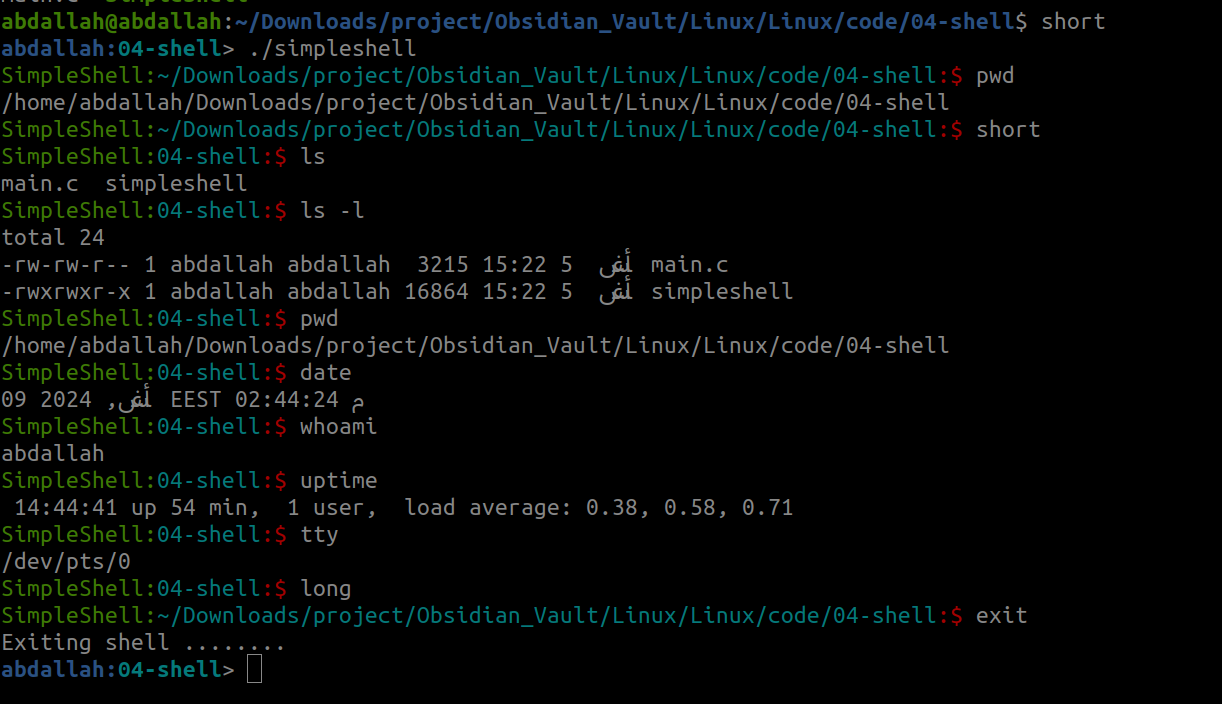 abdallah@abdallah:~/Downloads/project/Obsidian_Vault/Linux/Linux/code/04-shell$ short
abdallah:04-shell> ./simpleshell
SimpleShell:~/Downloads/project/Obsidian_Vault/Linux/Linux/code/04-shell:$ pwd
/home/abdallah/Downloads/project/Obsidian_Vault/Linux/Linux/code/04-shell
SimpleShell:~/Downloads/project/Obsidian_Vault/Linux/Linux/code/04-shell:$ short
SimpleShell:04-shell:$ ls
main.c  simpleshell
SimpleShell:04-shell:$ ls -l
total 24
-rw-rw-r-- 1 abdallah abdallah  3215 15:22 5 main.c
-rwxrwxr-x 1 abdallah abdallah 16864 15:22 5 simpleshell
SimpleShell:04-shell:$ pwd
/home/abdallah/Downloads/project/Obsidian_Vault/Linux/Linux/code/04-shell
SimpleShell:04-shell:$ date
09 2024 , EEST 02:44:24 م
SimpleShell:04-shell:$ whoami
abdallah
SimpleShell:04-shell:$ uptime
 14:44:41 up 54 min,  1 user,  load average: 0.38, 0.58, 0.71
SimpleShell:04-shell:$ tty
/dev/pts/0
SimpleShell:04-shell:$ long
SimpleShell:~/Downloads/project/Obsidian_Vault/Linux/Linux/code/04-shell:$ exit
Exiting shell ........
abdallah:04-shell>